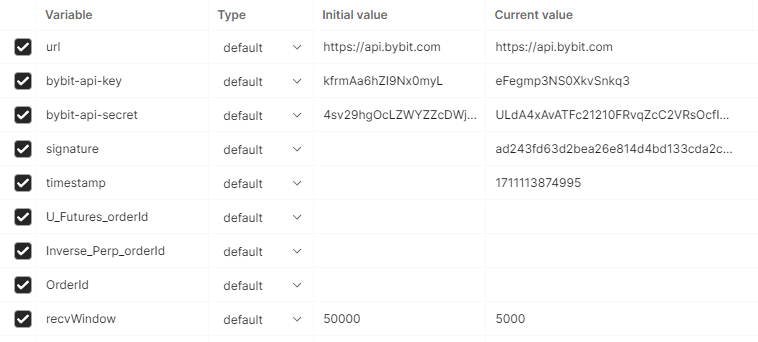 Variable Type Initial value Current value
url default https://api.bybit.com https://api.bybit.com
bybit-api-key default kfrmAa6hZI9Nx0myL eFegmp3NS0XkvSnkq3
bybit-api-secret default 4sv29hgOcLZWYZZcDWj... ULdA4xAvATFc21210FRvqZcC2VRsOcfI...
signature default ad243fd63d2bea26e814d4bd133cda2c...
timestamp default 1711113874995
U_Futures_orderId default
Inverse_Perp_orderId default
OrderId default
recvWindow default 50000 5000